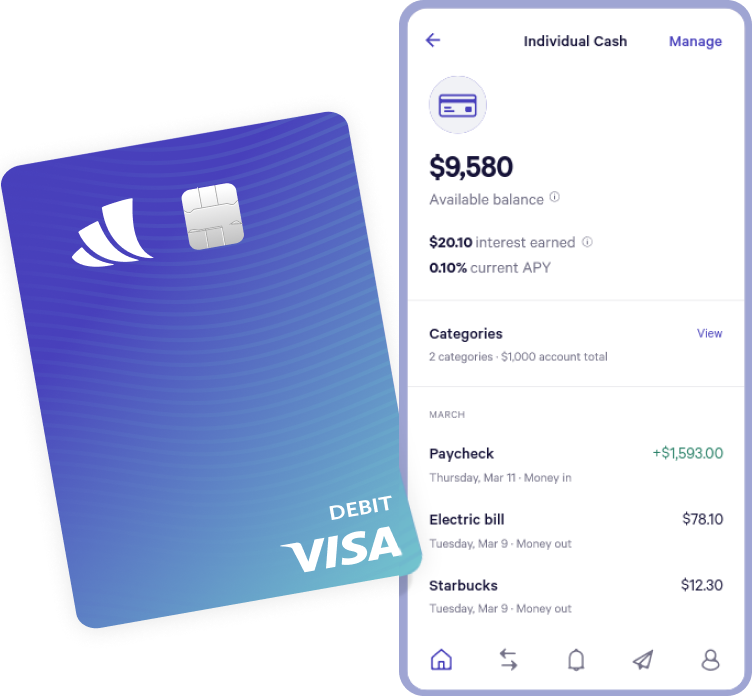 DEBIT
VISA
Individual Cash
Manage
$9,580
Available balance
$20.10 interest earned
0.10% current APY
Categories
View
2 categories · $1,000 account total
MARCH
Paycheck
+$1,593.00
Thursday, Mar 11 · Money in
Electric bill
$78.10
Tuesday, Mar 9 · Money out
Starbucks
$12.30
Tuesday, Mar 9 · Money out